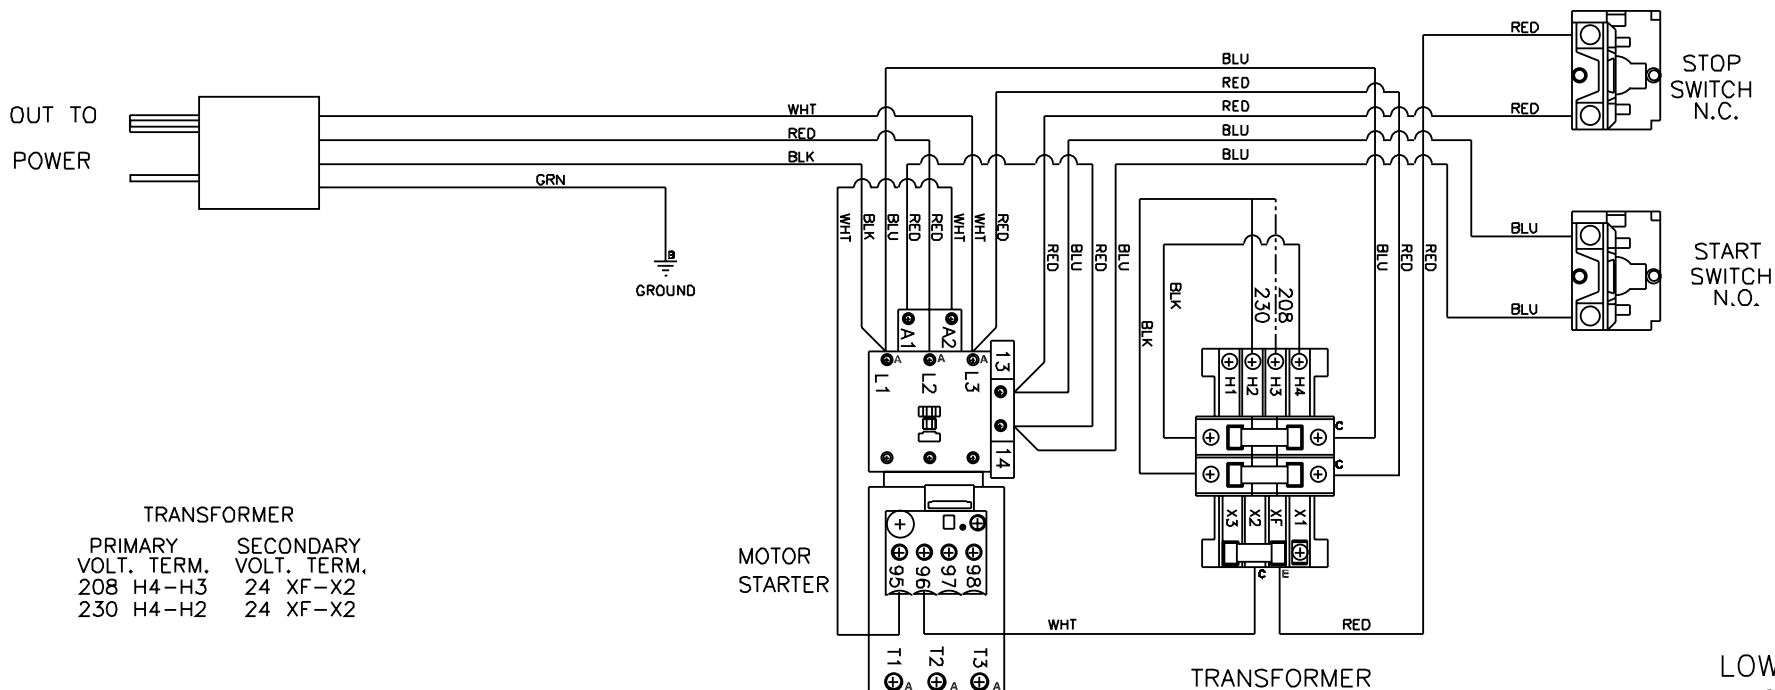 OUT TO
POWER
WHT
RED
BLK
GRN
B
GROUND
BLU
RED
RED
BLU
BLU
RED
RED
STOP
SWITCH
N.C.
BLU
BLU
START
SWITCH
N.O.
WHT
BLK
BLU
RED
RED
WHT
WHT
RED
RED
BLU
RED
BLU
BLK
BLK
230
208
BLU
RED
RED
A1
A2
A
A
A
L1
L2
L3
13
14
H1
H2
H3
H4
C
C
X3
X2
XF
X1
C
E
95
96
97
98
MOTOR
STARTER
WHT
RED
T1
T2
T3
A
A
A
TRANSFORMER
TRANSFORMER
PRIMARY SECONDARY
VOLT. TERM. VOLT. TERM.
208 H4-H3 24 XF-X2
230 H4-H2 24 XF-X2